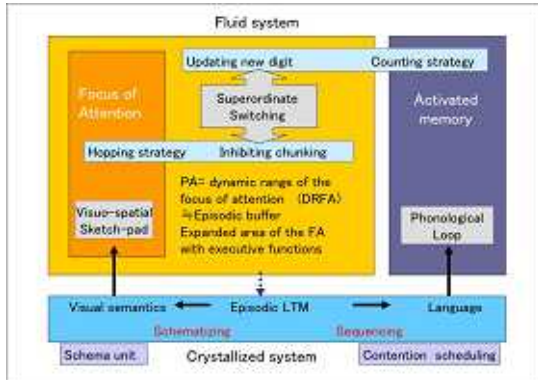 Fluid system
Updating new digit
Counting strategy
Focus of
Attention
Superordinate
Switching
Activated
memory
Hopping strategy
Inhibiting chunking
PA= dynamic range of the
focus of attention (DRFA)
≒Episodic buffer
Expanded area of the FA
with executive functions
Visuo-spatial
Sketch-pad
Phonological
Loop
Visual semantics
Episodic LTM
Language
Schematizing
Sequencing
Schema unit
Crystallized system
Contention scheduling